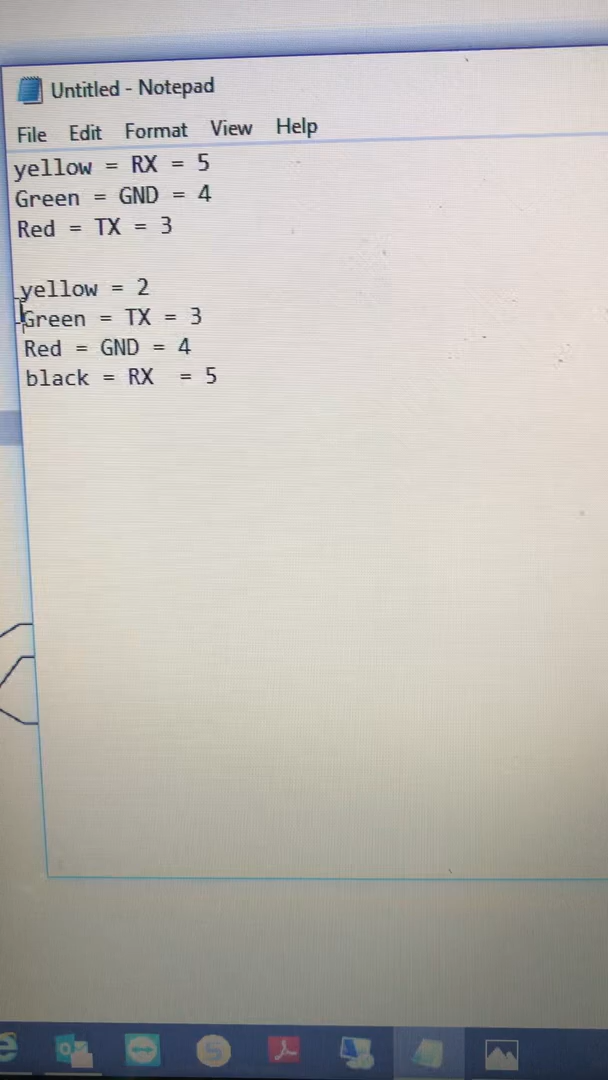 Untitled - Notepad
File Edit Format View Help
yellow = RX = 5
Green = GND = 4
Red = TX = 3
yellow = 2
Green = TX = 3
Red = GND = 4
black = RX  = 5